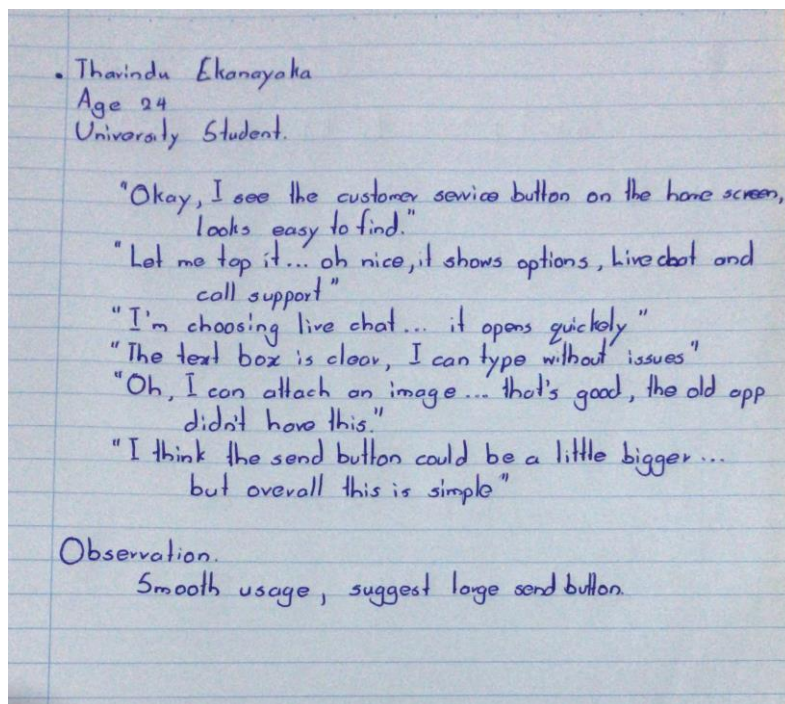 • Tharindu Ekanayaka
Age 24
University Student.
"Okay, I see the customer service button on the home screen,
looks easy to find."
"Let me tap it... oh nice, it shows options, Live chat and
call support"
"I'm choosing live chat... it opens quickely"
"The text box is clear, I can type without issues"
"Oh, I can attach an image... that's good, the old app
didn't have this."
"I think the send button could be a little bigger...
but overall this is simple"
Observation.
Smooth usage, suggest large send button.